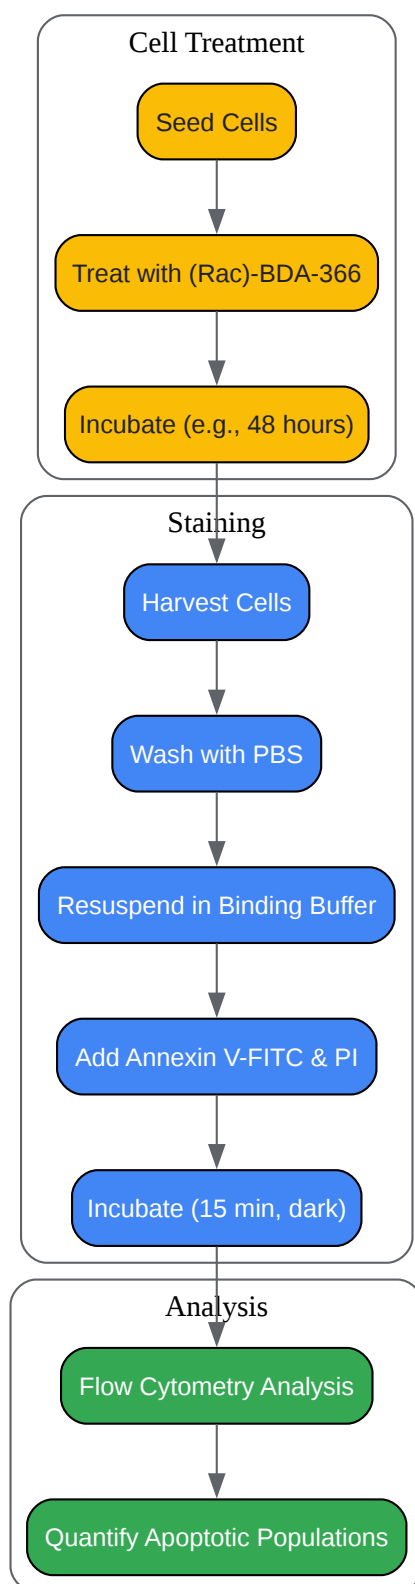 Cell Treatment
Seed Cells
Treat with (Rac)-BDA-366
Incubate (e.g., 48 hours)
Staining
Harvest Cells
Wash with PBS
Resuspend in Binding Buffer
Add Annexin V-FITC & PI
Incubate (15 min, dark)
Analysis
Flow Cytometry Analysis
Quantify Apoptotic Populations